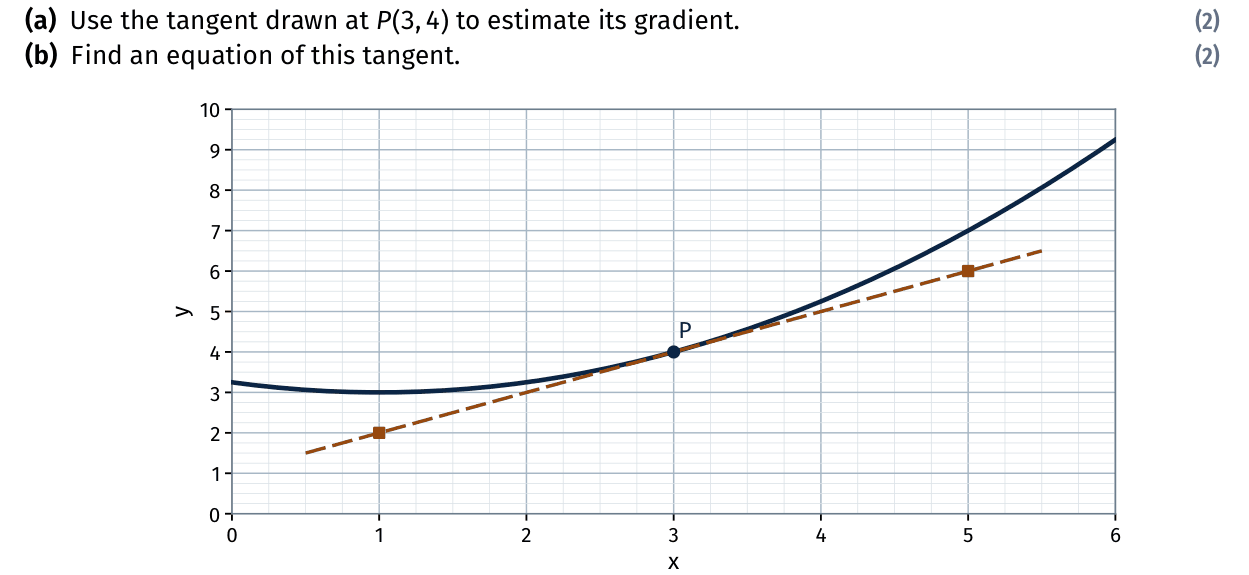 (a) Use the tangent drawn at P(3, 4) to estimate its gradient. (2)
(b) Find an equation of this tangent. (2)
10
9
8
7
6
5
4
3
2
1
0
y
P
0 1 2 3 4 5 6
x